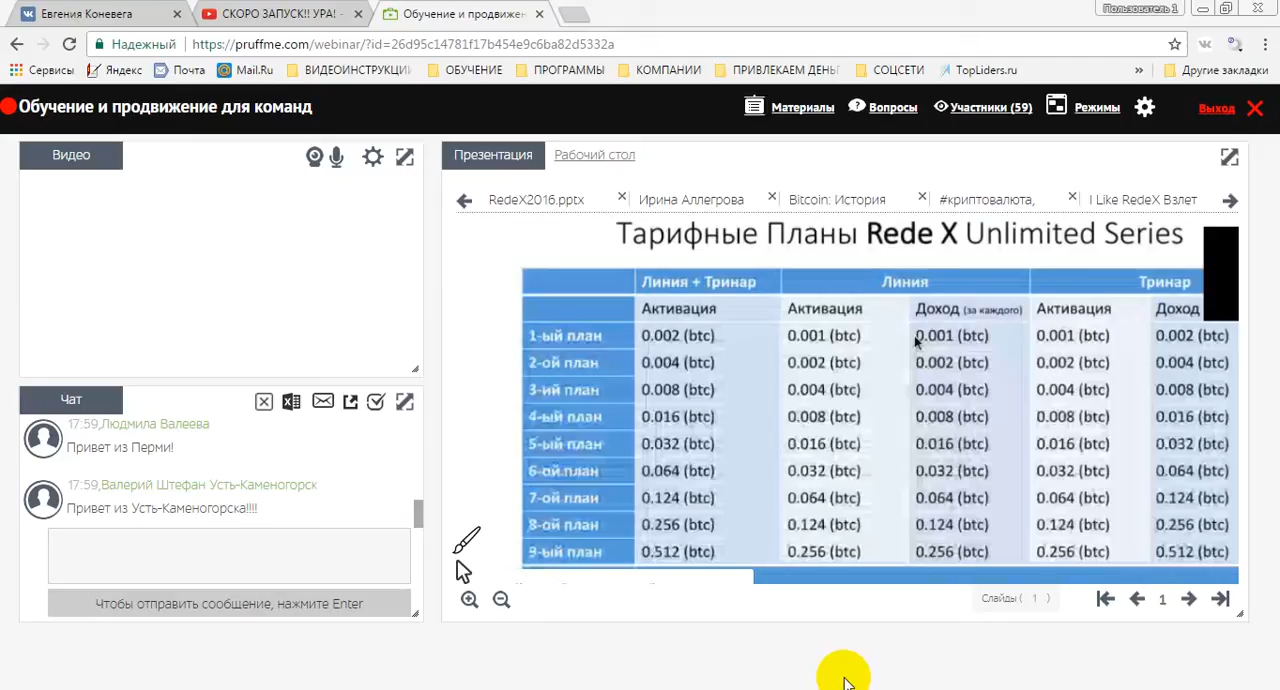 Евгения Коневега
СКОРО ЗАПУСК!! УРА! -
Обучение и продвижен
Пользователь 1
Надежный
https://pruffme.com/webinar/?id=26d95c14781f17b454e9c6ba82d5332a
Сервисы
Яндекс
Почта
Mail.Ru
ВИДЕОИНСТРУКЦИ
ОБУЧЕНИЕ
ПРОГРАММЫ
КОМПАНИИ
ПРИВЛЕКАЕМ ДЕНЬ
СОЦСЕТИ
TopLiders.ru
»
Другие закладки
Обучение и продвижение для команд
Материалы
Вопросы
Участники (59)
Режимы
Выход
Видео
Презентация
Рабочий стол
RedeX2016.pptx
Ирина Аллегрова
Bitcoin: История
#криптовалюта,
I Like RedeX Взлет
Тарифные Планы Rede X Unlimited Series
Линия + Тринар Линия Тринар
Активация Активация Доход (за каждого) Активация Доход
1-ый план 0.002 (btc) 0.001 (btc) 0.001 (btc) 0.001 (btc) 0.002 (btc)
2-ой план 0.004 (btc) 0.002 (btc) 0.002 (btc) 0.002 (btc) 0.004 (btc)
3-ий план 0.008 (btc) 0.004 (btc) 0.004 (btc) 0.004 (btc) 0.008 (btc)
4-ый план 0.016 (btc) 0.008 (btc) 0.008 (btc) 0.008 (btc) 0.016 (btc)
5-ый план 0.032 (btc) 0.016 (btc) 0.016 (btc) 0.016 (btc) 0.032 (btc)
6-ой план 0.064 (btc) 0.032 (btc) 0.032 (btc) 0.032 (btc) 0.064 (btc)
7-ой план 0.124 (btc) 0.064 (btc) 0.064 (btc) 0.064 (btc) 0.124 (btc)
8-ой план 0.256 (btc) 0.124 (btc) 0.124 (btc) 0.124 (btc) 0.256 (btc)
9-ый план 0.512 (btc) 0.256 (btc) 0.256 (btc) 0.256 (btc) 0.512 (btc)
Слайды ( 1 )
1
Чат
17:59,Людмила Валеева
Привет из Перми!
17:59,Валерий Штефан Усть-Каменогорск
Привет из Усть-Каменогорска!!!!
Чтобы отправить сообщение, нажмите Enter